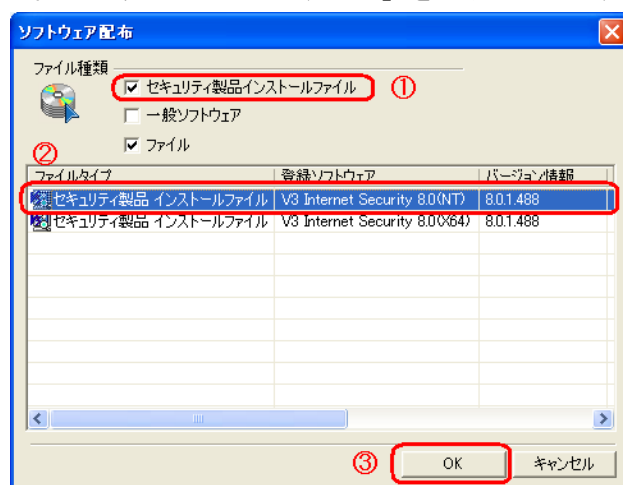 ソフトウェア配布
ファイル種類
セキュリティ製品インストールファイル ①
一般ソフトウェア
② ファイル
ファイルタイプ 登録ソフトウェア バージョン情報
セキュリティ製品 インストールファイル V3 Internet Security 8.0(NT) 8.0.1.488
セキュリティ製品 インストールファイル V3 Internet Security 8.0(X64) 8.0.1.488
③ OK キャンセル